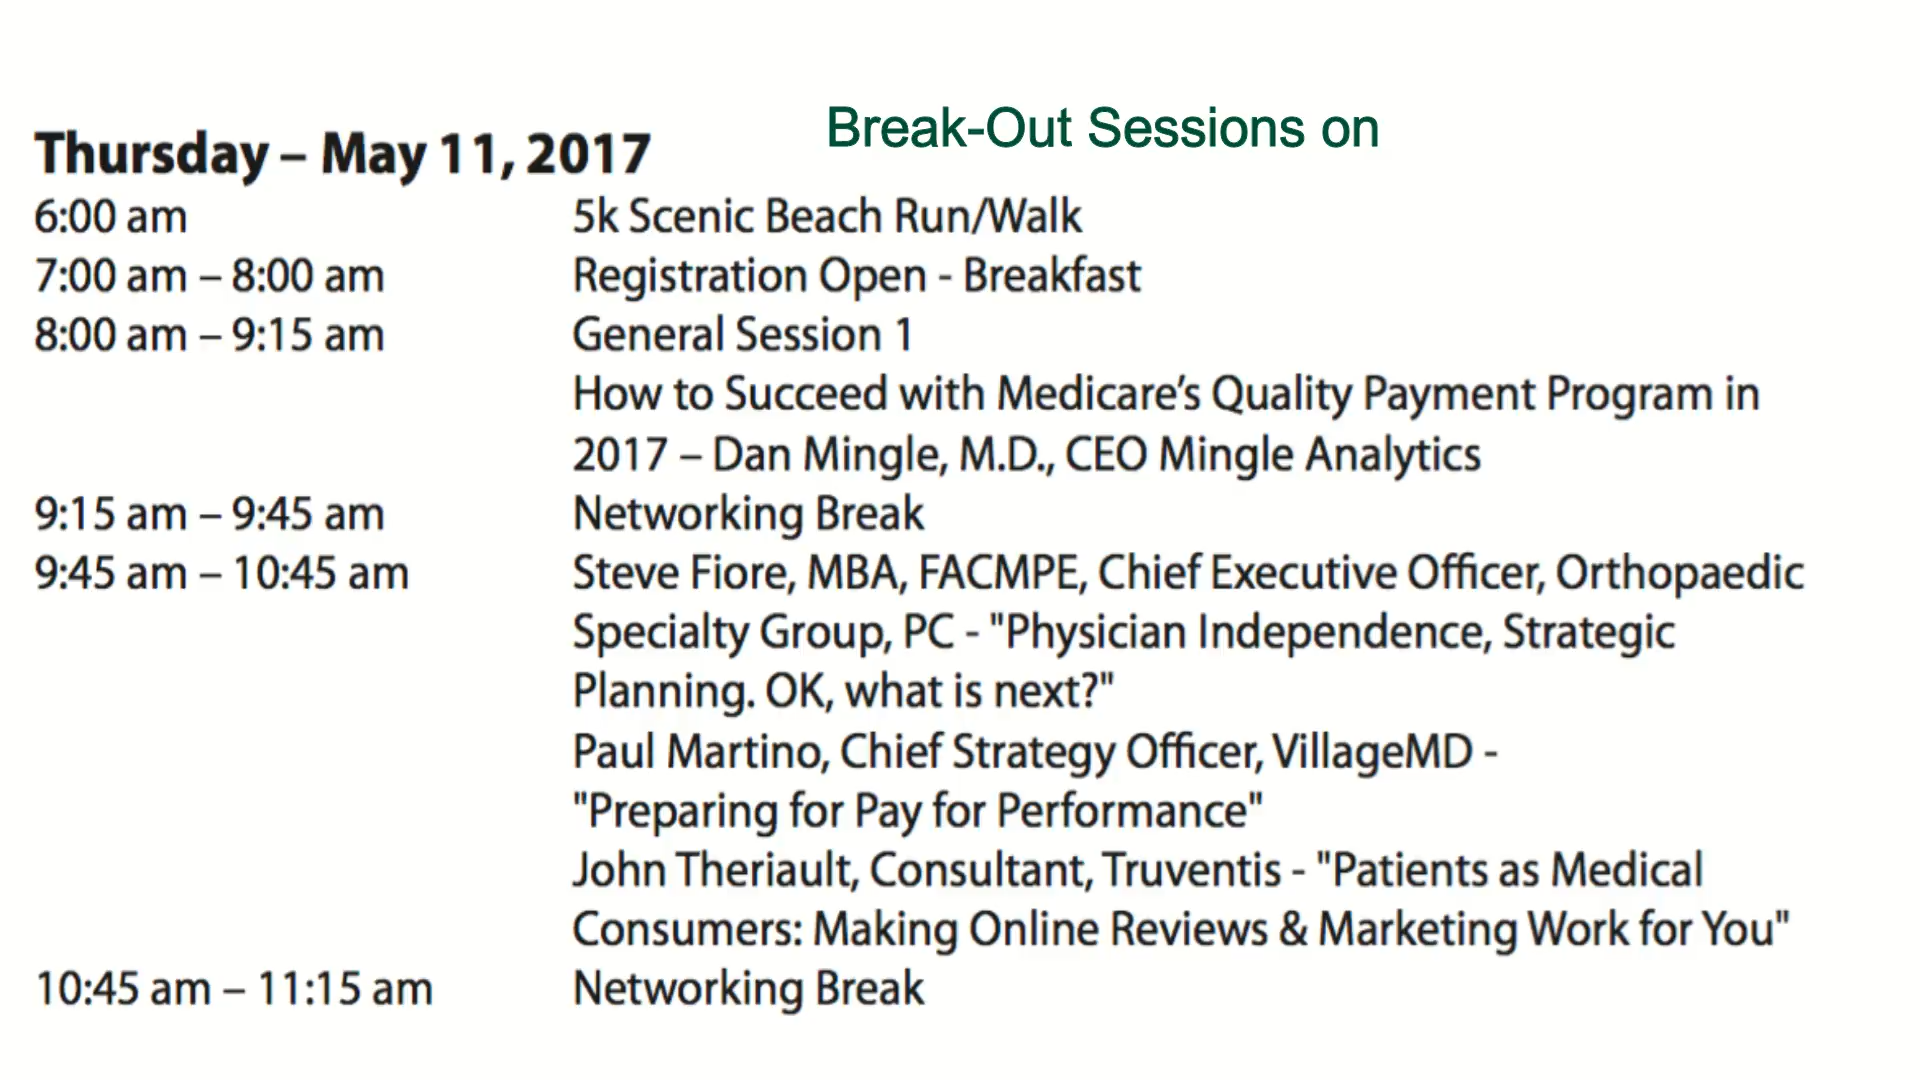 Break-Out Sessions on
Thursday – May 11, 2017
6:00 am 5k Scenic Beach Run/Walk
7:00 am – 8:00 am Registration Open - Breakfast
8:00 am – 9:15 am General Session 1
How to Succeed with Medicare’s Quality Payment Program in
2017 – Dan Mingle, M.D., CEO Mingle Analytics
9:15 am – 9:45 am Networking Break
9:45 am – 10:45 am Steve Fiore, MBA, FACMPE, Chief Executive Officer, Orthopaedic
Specialty Group, PC - "Physician Independence, Strategic
Planning. OK, what is next?"
Paul Martino, Chief Strategy Officer, VillageMD -
"Preparing for Pay for Performance"
John Theriault, Consultant, Truventis - "Patients as Medical
Consumers: Making Online Reviews & Marketing Work for You"
10:45 am – 11:15 am Networking Break